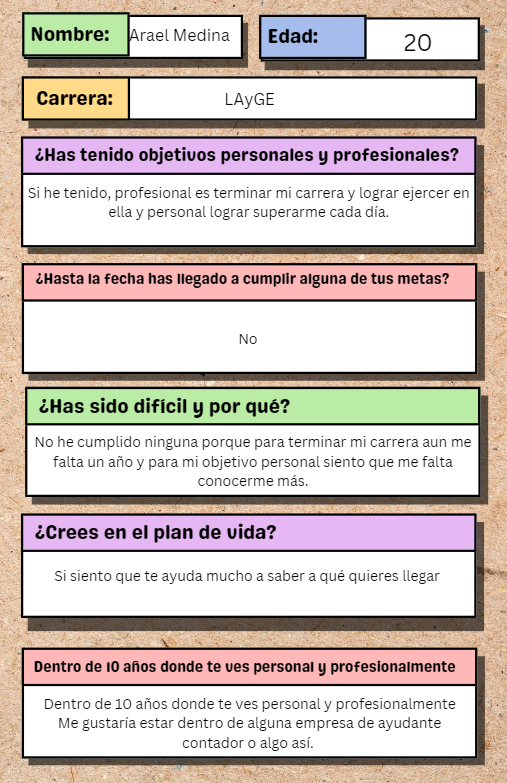 Nombre: Arael Medina Edad: 20
Carrera: LAyGE
¿Has tenido objetivos personales y profesionales?
Si he tenido, profesional es terminar mi carrera y lograr ejercer en
ella y personal lograr superarme cada día.
¿Hasta la fecha has llegado a cumplir alguna de tus metas?
No
¿Has sido difícil y por qué?
No he cumplido ninguna porque para terminar mi carrera aun me
falta un año y para mi objetivo personal siento que me falta
conocerme más.
¿Crees en el plan de vida?
Si siento que te ayuda mucho a saber a qué quieres llegar
Dentro de 10 años donde te ves personal y profesionalmente
Dentro de 10 años donde te ves personal y profesionalmente
Me gustaría estar dentro de alguna empresa de ayudante
contador o algo así.